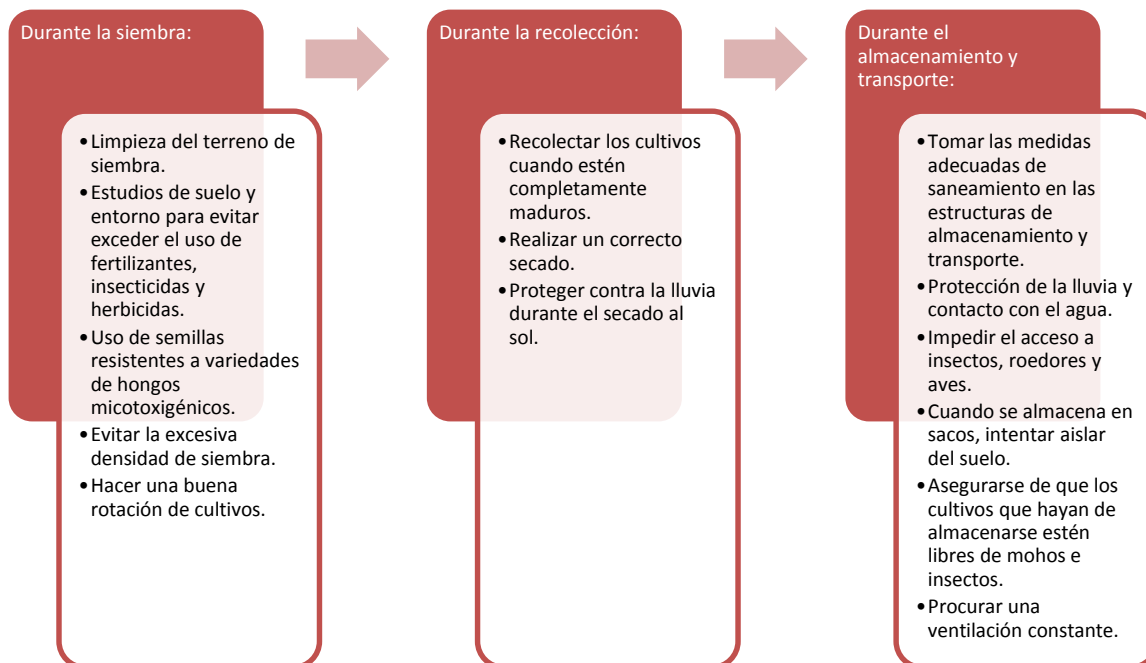 Durante la siembra:
•Limpieza del terreno de
siembra.
•Estudios de suelo y
entorno para evitar
exceder el uso de
fertilizantes,
insecticidas y
herbicidas.
•Uso de semillas
resistentes a variedades
de hongos
micotoxigénicos.
•Evitar la excesiva
densidad de siembra.
•Hacer una buena
rotación de cultivos.
Durante la recolección:
•Recolectar los cultivos
cuando estén
completamente
maduros.
•Realizar un correcto
secado.
•Proteger contra la lluvia
durante el secado al
sol.
Durante el
almacenamiento y
transporte:
•Tomar las medidas
adecuadas de
saneamiento en las
estructuras de
almacenamiento y
transporte.
•Protección de la lluvia y
contacto con el agua.
•Impedir el acceso a
insectos, roedores y
aves.
•Cuando se almacena en
sacos, intentar aislar
del suelo.
•Asegurarse de que los
cultivos que hayan de
almacenarse estén
libres de mohos e
insectos.
•Procurar una
ventilación constante.